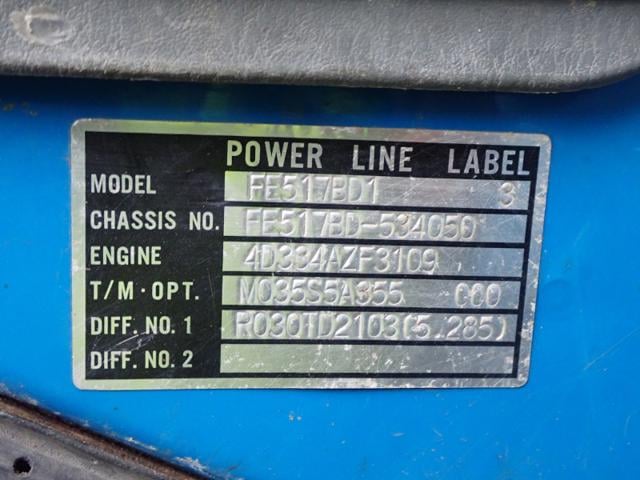 POWER LINE LABEL
MODEL FE517BD1 3
CHASSIS NO. FE517BD-534050
ENGINE 4D334AZF3109
T/M·OPT. M035S5A355 000
DIFF. NO. 1 R030TD2103(5.285)
DIFF. NO. 2